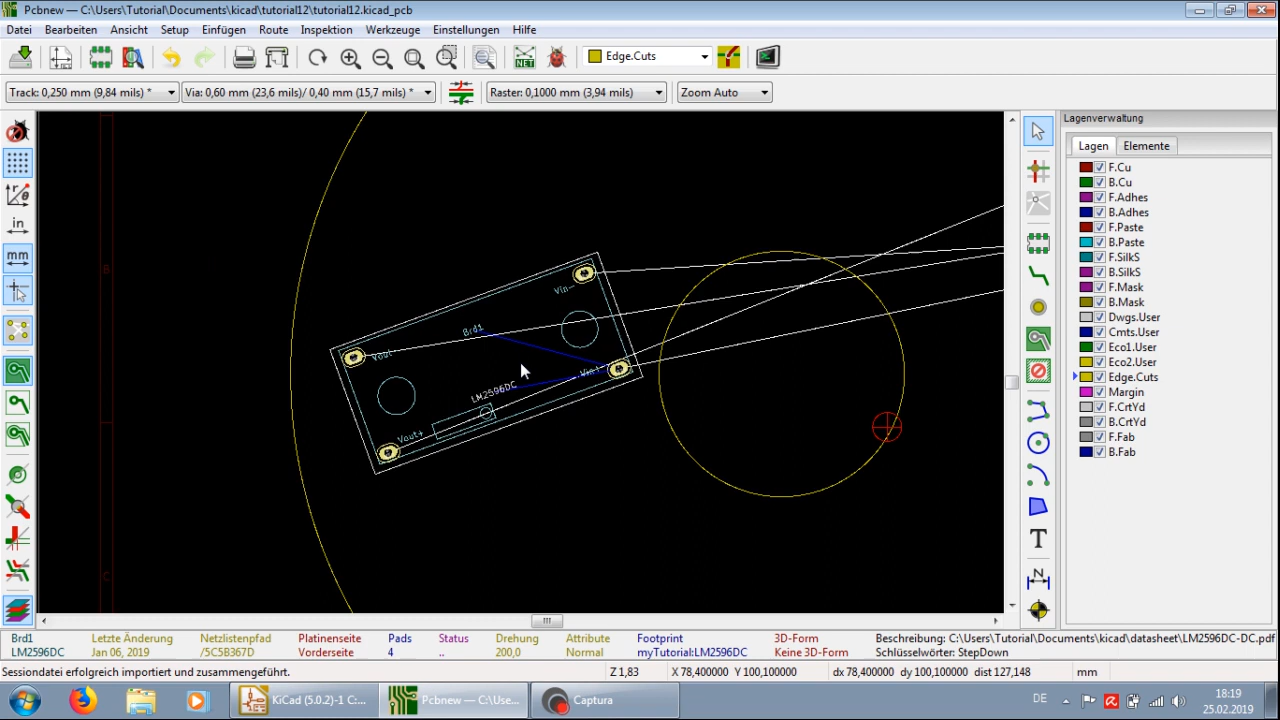 Pcbnew — C:\Users\Tutorial\Documents\kicad\tutorial12\tutorial12.kicad_pcb
Datei Bearbeiten Ansicht Setup Einfügen Route Inspektion Werkzeuge Einstellungen Hilfe
NET Edge.Cuts
Track: 0,250 mm (9,84 mils) * Via: 0,60 mm (23,6 mils)/ 0,40 mm (15,7 mils) * Raster: 0,1000 mm (3,94 mils) Zoom Auto
Lagenverwaltung
Lagen Elemente
F.Cu
B.Cu
F.Adhes
B.Adhes
F.Paste
B.Paste
F.SilkS
B.SilkS
F.Mask
B.Mask
Dwgs.User
Cmts.User
Eco1.User
Eco2.User
Edge.Cuts
Margin
F.CrtYd
B.CrtYd
F.Fab
B.Fab
in
mm
B
C
Vin-
Brd1
Vout-
Vin+
LM2596DC
Vout+
T
N
Brd1 Letzte Änderung Netzlistenpfad Platinenseite Pads Status Drehung Attribute Footprint 3D-Form Beschreibung: C:\Users\Tutorial\Documents\kicad\datasheet\LM2596DC-DC.pdf
LM2596DC Jan 06, 2019 /5C5B367D Vorderseite 4 .. 200,0 Normal myTutorial:LM2596DC Keine 3D-Form Schlüsselwörter: StepDown
Sessiondatei erfolgreich importiert und zusammengeführt. Z 1,83 X 78,400000 Y 100,100000 dx 78,400000 dy 100,100000 dist 127,148 mm
KiCad (5.0.2)-1 C:... Pcbnew — C:\Use... Captura DE 18:19
25.02.2019